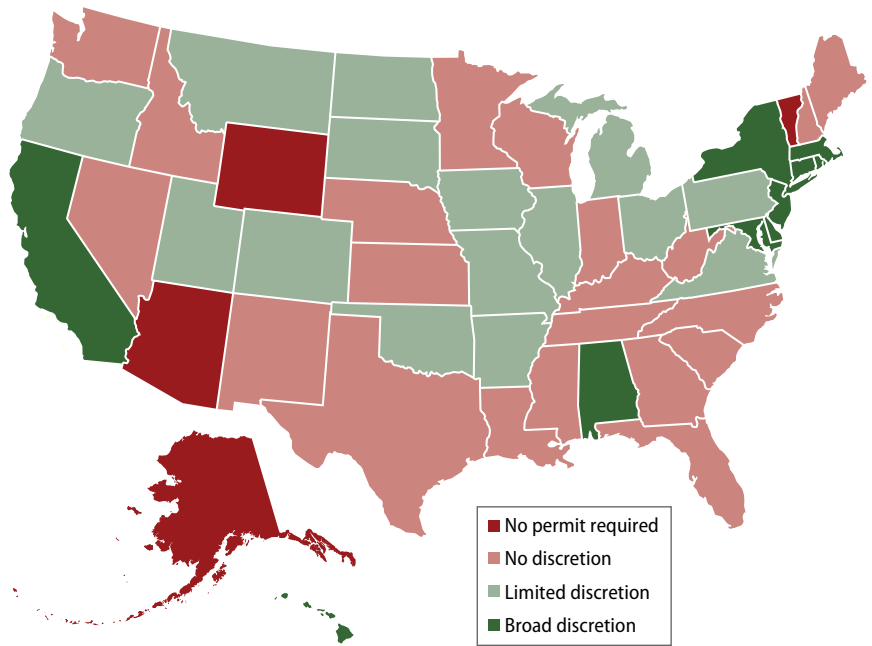 No permit required
No discretion
Limited discretion
Broad discretion